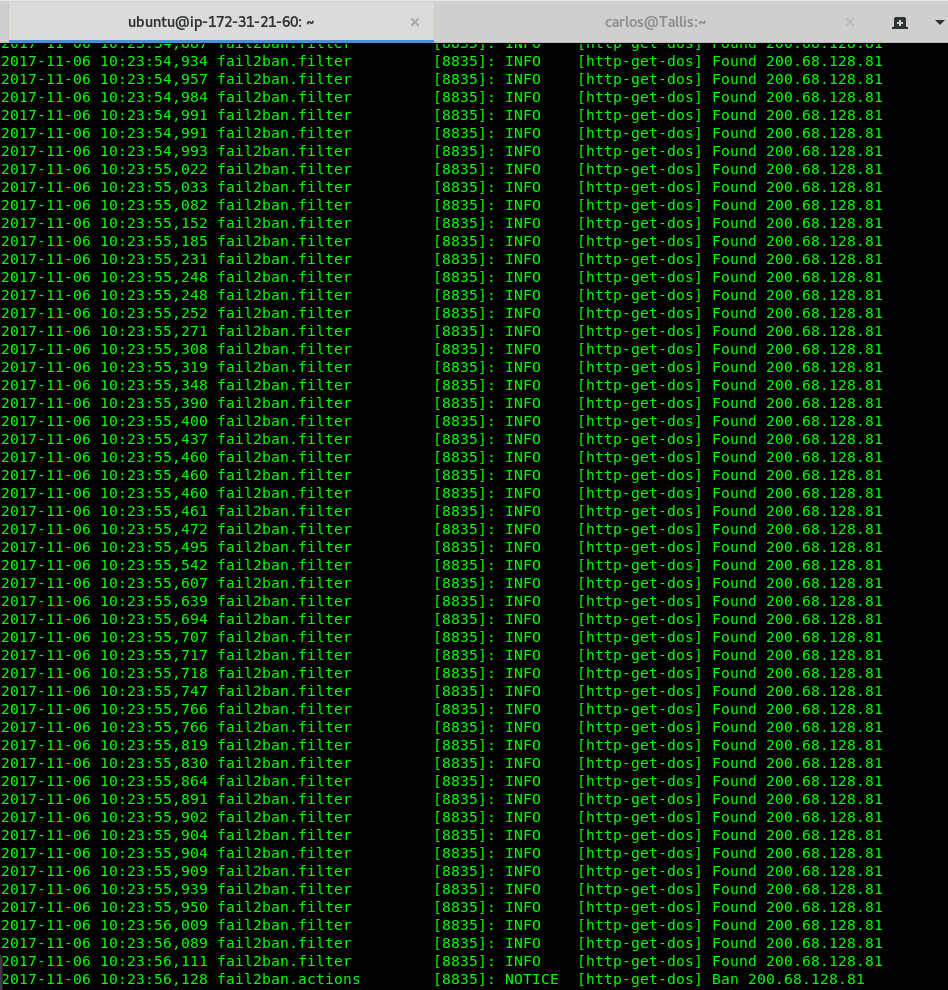 ubuntu@ip-172-31-21-60: ~ × carlos@Tallis:~ ×
2017-11-06 10:23:54,887 fail2ban.filter [8835]: INFO [http-get-dos] Found 200.68.128.81
2017-11-06 10:23:54,934 fail2ban.filter [8835]: INFO [http-get-dos] Found 200.68.128.81
2017-11-06 10:23:54,957 fail2ban.filter [8835]: INFO [http-get-dos] Found 200.68.128.81
2017-11-06 10:23:54,984 fail2ban.filter [8835]: INFO [http-get-dos] Found 200.68.128.81
2017-11-06 10:23:54,991 fail2ban.filter [8835]: INFO [http-get-dos] Found 200.68.128.81
2017-11-06 10:23:54,991 fail2ban.filter [8835]: INFO [http-get-dos] Found 200.68.128.81
2017-11-06 10:23:54,993 fail2ban.filter [8835]: INFO [http-get-dos] Found 200.68.128.81
2017-11-06 10:23:55,022 fail2ban.filter [8835]: INFO [http-get-dos] Found 200.68.128.81
2017-11-06 10:23:55,033 fail2ban.filter [8835]: INFO [http-get-dos] Found 200.68.128.81
2017-11-06 10:23:55,082 fail2ban.filter [8835]: INFO [http-get-dos] Found 200.68.128.81
2017-11-06 10:23:55,152 fail2ban.filter [8835]: INFO [http-get-dos] Found 200.68.128.81
2017-11-06 10:23:55,185 fail2ban.filter [8835]: INFO [http-get-dos] Found 200.68.128.81
2017-11-06 10:23:55,231 fail2ban.filter [8835]: INFO [http-get-dos] Found 200.68.128.81
2017-11-06 10:23:55,248 fail2ban.filter [8835]: INFO [http-get-dos] Found 200.68.128.81
2017-11-06 10:23:55,248 fail2ban.filter [8835]: INFO [http-get-dos] Found 200.68.128.81
2017-11-06 10:23:55,252 fail2ban.filter [8835]: INFO [http-get-dos] Found 200.68.128.81
2017-11-06 10:23:55,271 fail2ban.filter [8835]: INFO [http-get-dos] Found 200.68.128.81
2017-11-06 10:23:55,308 fail2ban.filter [8835]: INFO [http-get-dos] Found 200.68.128.81
2017-11-06 10:23:55,319 fail2ban.filter [8835]: INFO [http-get-dos] Found 200.68.128.81
2017-11-06 10:23:55,348 fail2ban.filter [8835]: INFO [http-get-dos] Found 200.68.128.81
2017-11-06 10:23:55,390 fail2ban.filter [8835]: INFO [http-get-dos] Found 200.68.128.81
2017-11-06 10:23:55,400 fail2ban.filter [8835]: INFO [http-get-dos] Found 200.68.128.81
2017-11-06 10:23:55,437 fail2ban.filter [8835]: INFO [http-get-dos] Found 200.68.128.81
2017-11-06 10:23:55,460 fail2ban.filter [8835]: INFO [http-get-dos] Found 200.68.128.81
2017-11-06 10:23:55,460 fail2ban.filter [8835]: INFO [http-get-dos] Found 200.68.128.81
2017-11-06 10:23:55,460 fail2ban.filter [8835]: INFO [http-get-dos] Found 200.68.128.81
2017-11-06 10:23:55,461 fail2ban.filter [8835]: INFO [http-get-dos] Found 200.68.128.81
2017-11-06 10:23:55,472 fail2ban.filter [8835]: INFO [http-get-dos] Found 200.68.128.81
2017-11-06 10:23:55,495 fail2ban.filter [8835]: INFO [http-get-dos] Found 200.68.128.81
2017-11-06 10:23:55,542 fail2ban.filter [8835]: INFO [http-get-dos] Found 200.68.128.81
2017-11-06 10:23:55,607 fail2ban.filter [8835]: INFO [http-get-dos] Found 200.68.128.81
2017-11-06 10:23:55,639 fail2ban.filter [8835]: INFO [http-get-dos] Found 200.68.128.81
2017-11-06 10:23:55,694 fail2ban.filter [8835]: INFO [http-get-dos] Found 200.68.128.81
2017-11-06 10:23:55,707 fail2ban.filter [8835]: INFO [http-get-dos] Found 200.68.128.81
2017-11-06 10:23:55,717 fail2ban.filter [8835]: INFO [http-get-dos] Found 200.68.128.81
2017-11-06 10:23:55,718 fail2ban.filter [8835]: INFO [http-get-dos] Found 200.68.128.81
2017-11-06 10:23:55,747 fail2ban.filter [8835]: INFO [http-get-dos] Found 200.68.128.81
2017-11-06 10:23:55,766 fail2ban.filter [8835]: INFO [http-get-dos] Found 200.68.128.81
2017-11-06 10:23:55,766 fail2ban.filter [8835]: INFO [http-get-dos] Found 200.68.128.81
2017-11-06 10:23:55,819 fail2ban.filter [8835]: INFO [http-get-dos] Found 200.68.128.81
2017-11-06 10:23:55,830 fail2ban.filter [8835]: INFO [http-get-dos] Found 200.68.128.81
2017-11-06 10:23:55,864 fail2ban.filter [8835]: INFO [http-get-dos] Found 200.68.128.81
2017-11-06 10:23:55,891 fail2ban.filter [8835]: INFO [http-get-dos] Found 200.68.128.81
2017-11-06 10:23:55,902 fail2ban.filter [8835]: INFO [http-get-dos] Found 200.68.128.81
2017-11-06 10:23:55,904 fail2ban.filter [8835]: INFO [http-get-dos] Found 200.68.128.81
2017-11-06 10:23:55,904 fail2ban.filter [8835]: INFO [http-get-dos] Found 200.68.128.81
2017-11-06 10:23:55,909 fail2ban.filter [8835]: INFO [http-get-dos] Found 200.68.128.81
2017-11-06 10:23:55,939 fail2ban.filter [8835]: INFO [http-get-dos] Found 200.68.128.81
2017-11-06 10:23:55,950 fail2ban.filter [8835]: INFO [http-get-dos] Found 200.68.128.81
2017-11-06 10:23:56,009 fail2ban.filter [8835]: INFO [http-get-dos] Found 200.68.128.81
2017-11-06 10:23:56,089 fail2ban.filter [8835]: INFO [http-get-dos] Found 200.68.128.81
2017-11-06 10:23:56,111 fail2ban.filter [8835]: INFO [http-get-dos] Found 200.68.128.81
2017-11-06 10:23:56,128 fail2ban.actions [8835]: NOTICE [http-get-dos] Ban 200.68.128.81